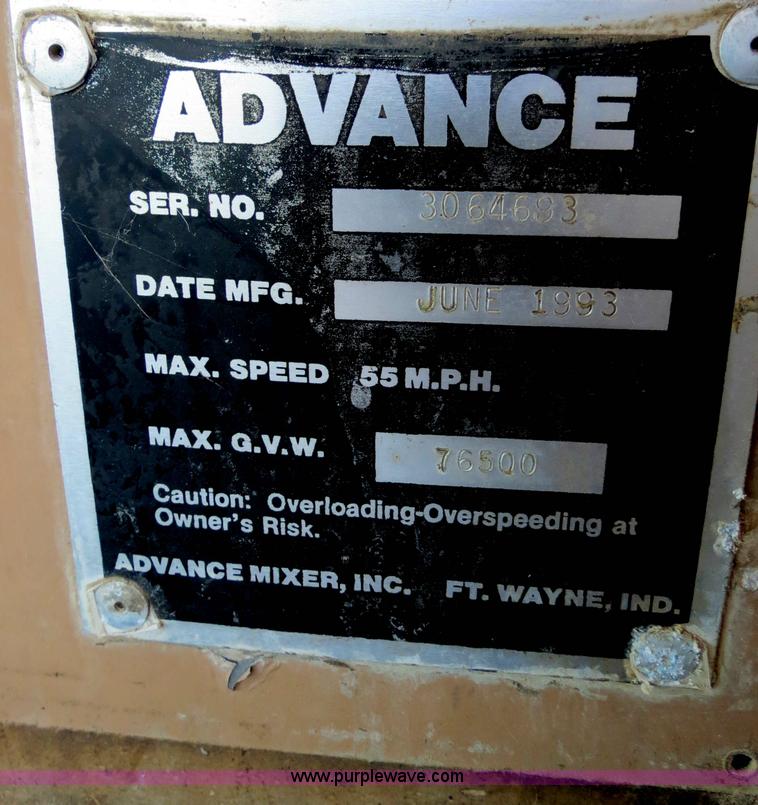 ADVANCE
SER. NO. 3064693
DATE MFG. JUNE 1993
MAX. SPEED 55 M.P.H.
MAX. G.V.W. 76500
Caution: Overloading-Overspeeding at
Owner's Risk.
ADVANCE MIXER, INC. FT. WAYNE, IND.
www.purplewave.com